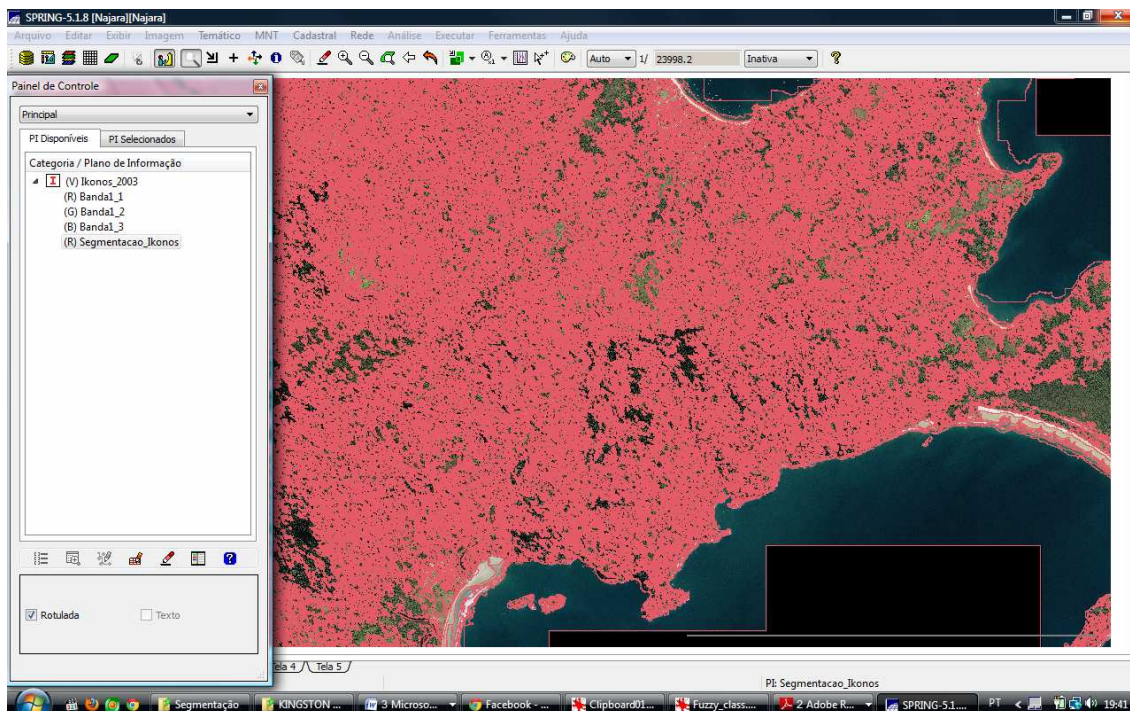 SPRING-5.1.8 [Najara][Najara]
Arquivo Editar Exibir Imagem Temático MNT Cadastral Rede Análise Executar Ferramentas Ajuda
Auto 1/ 23998.2 Inativa
Painel de Controle
Principal
PI Disponíveis PI Selecionados
Categoria / Plano de Informação
(V) Ikonos_2003
(R) Banda1_1
(G) Banda1_2
(B) Banda1_3
(R) Segmentacao_Ikonos
Rotulada Texto
Tela 4 Tela 5
PI: Segmentacao_Ikonos
Segmentação KINGSTON ... 3 Microso... Facebook - ... Clipboard01... Fuzzy_class.... 2 Adobe R... SPRING-5.1.... PT 19:41